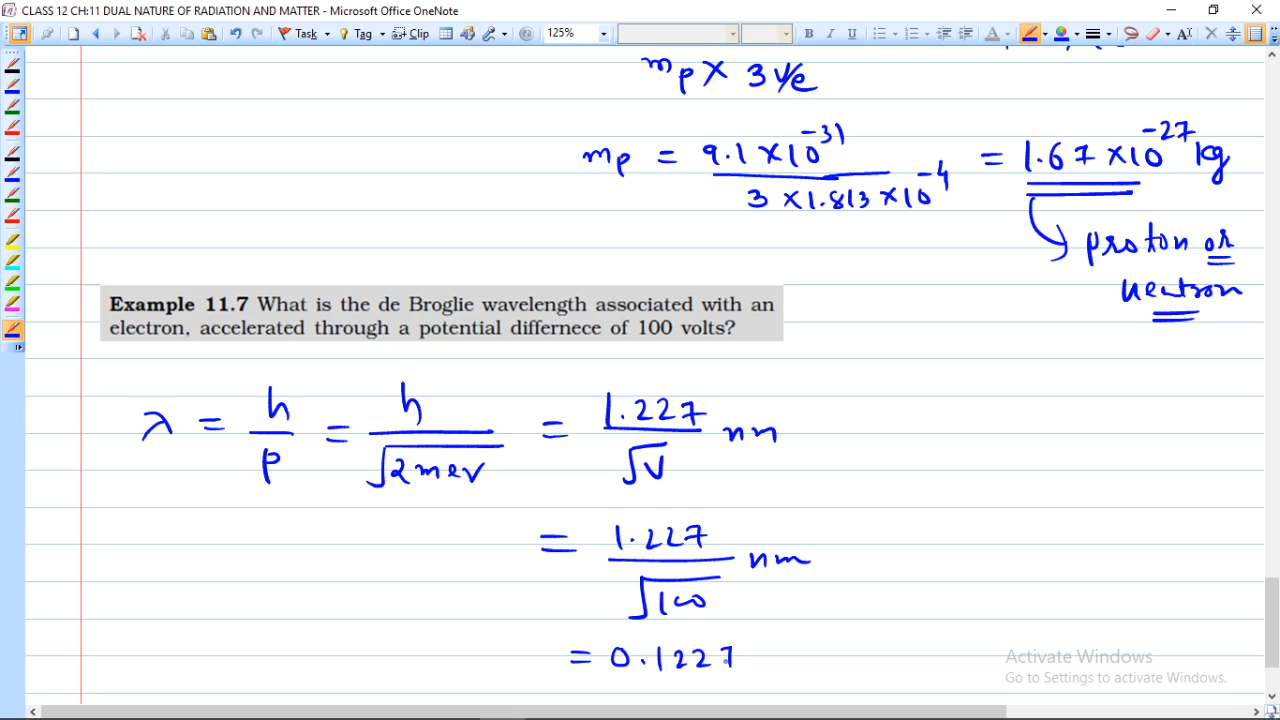 CLASS 12 CH:11 DUAL NATURE OF RADIATION AND MATTER - Microsoft Office OneNote
Task Tag Clip 125% B I U
mp × 3 ve
mp = 9.1 × 10^-31 / 3 × 1.813 × 10^-4 = 1.67 × 10^-27 kg
proton or
neutron
Example 11.7 What is the de Broglie wavelength associated with an
electron, accelerated through a potential differnece of 100 volts?
λ = h/p = h/√2meV = 1.227/√V nm
= 1.227/√100 nm
= 0.1227
Activate Windows
Go to Settings to activate Windows.